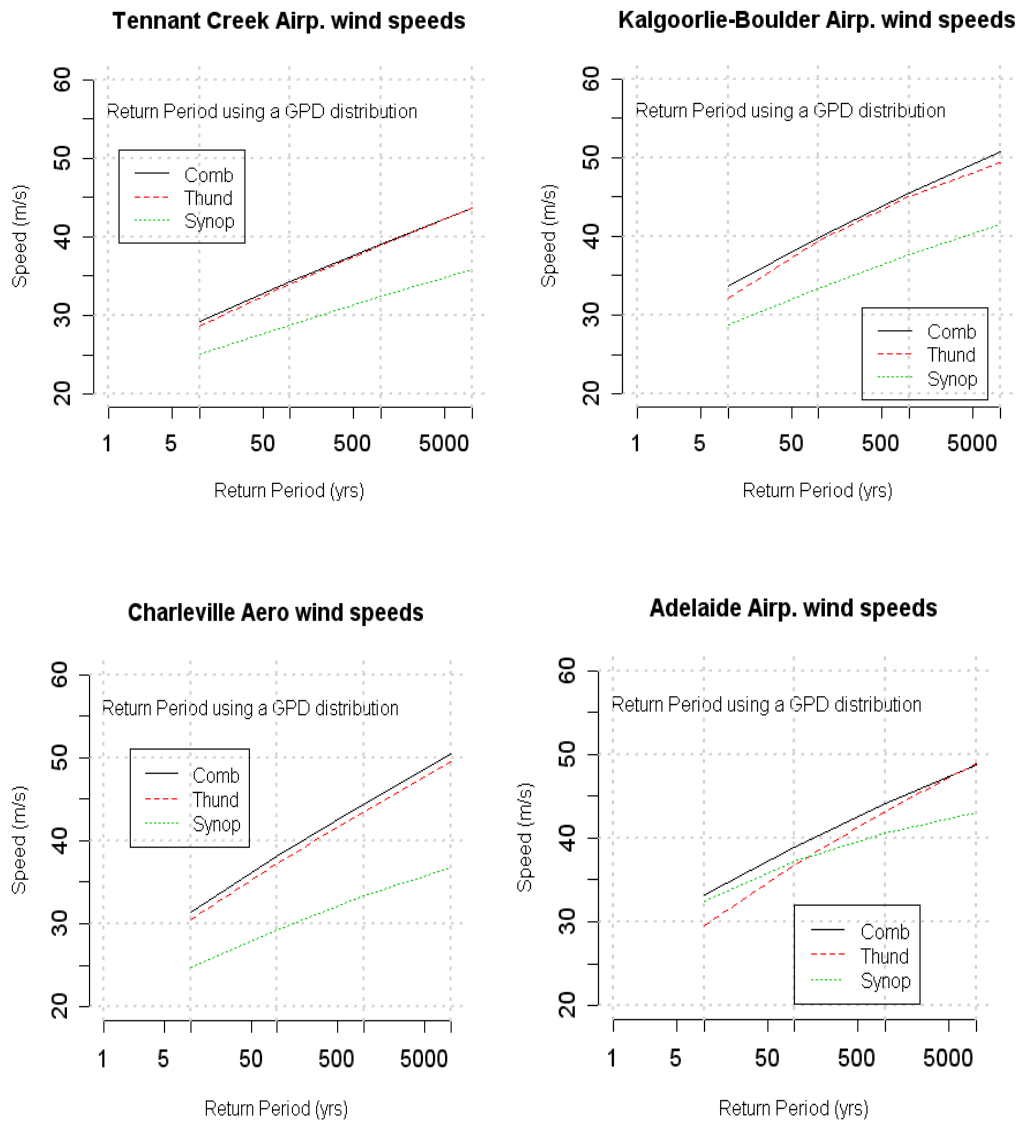 Tennant Creek Airp. wind speeds
Speed (m/s)
60
50
40
30
20
Return Period using a GPD distribution
Comb
Thund
Synop
1 5 50 500 5000
Return Period (yrs)
Kalgoorlie-Boulder Airp. wind speeds
Speed (m/s)
60
50
40
30
20
Return Period using a GPD distribution
Comb
Thund
Synop
1 5 50 500 5000
Return Period (yrs)
Charleville Aero wind speeds
Speed (m/s)
60
50
40
30
20
Return Period using a GPD distribution
Comb
Thund
Synop
1 5 50 500 5000
Return Period (yrs)
Adelaide Airp. wind speeds
Speed (m/s)
60
50
40
30
20
Return Period using a GPD distribution
Comb
Thund
Synop
1 5 50 500 5000
Return Period (yrs)